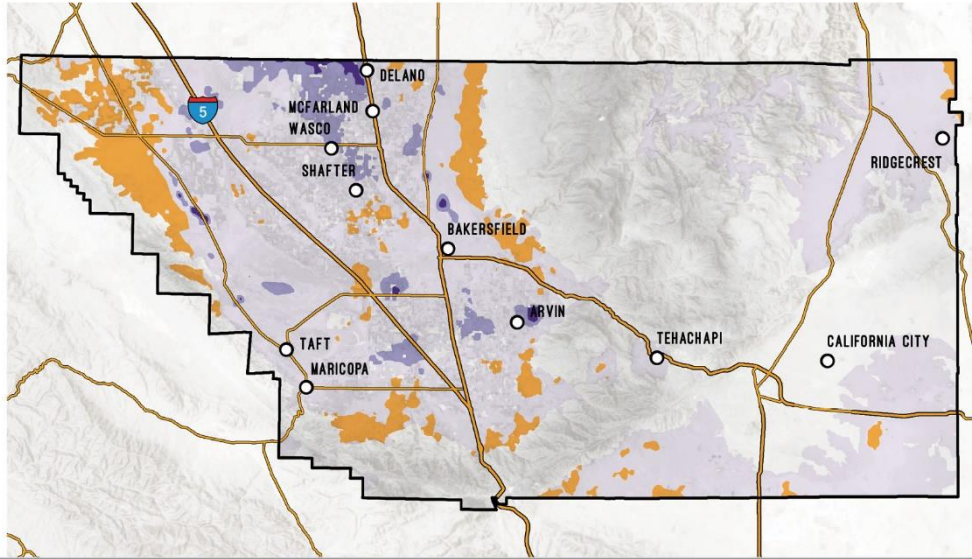 DELANO
5
MCFARLAND
WASCO
SHAFTER
RIDGECREST
BAKERSFIELD
ARVIN
TAFT
TEHACHAPI
CALIFORNIA CITY
MARICOPA